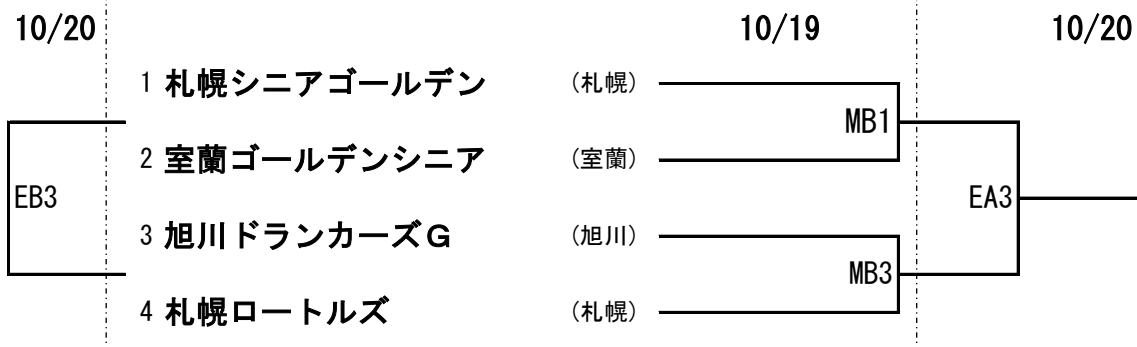 10/20 10/19 10/20
1 札幌シニアゴールデン (札幌)
MB1
2 室蘭ゴールデンシニア (室蘭)
EB3 EA3
3 旭川ドランカーズG (旭川)
MB3
4 札幌ロートルズ (札幌)